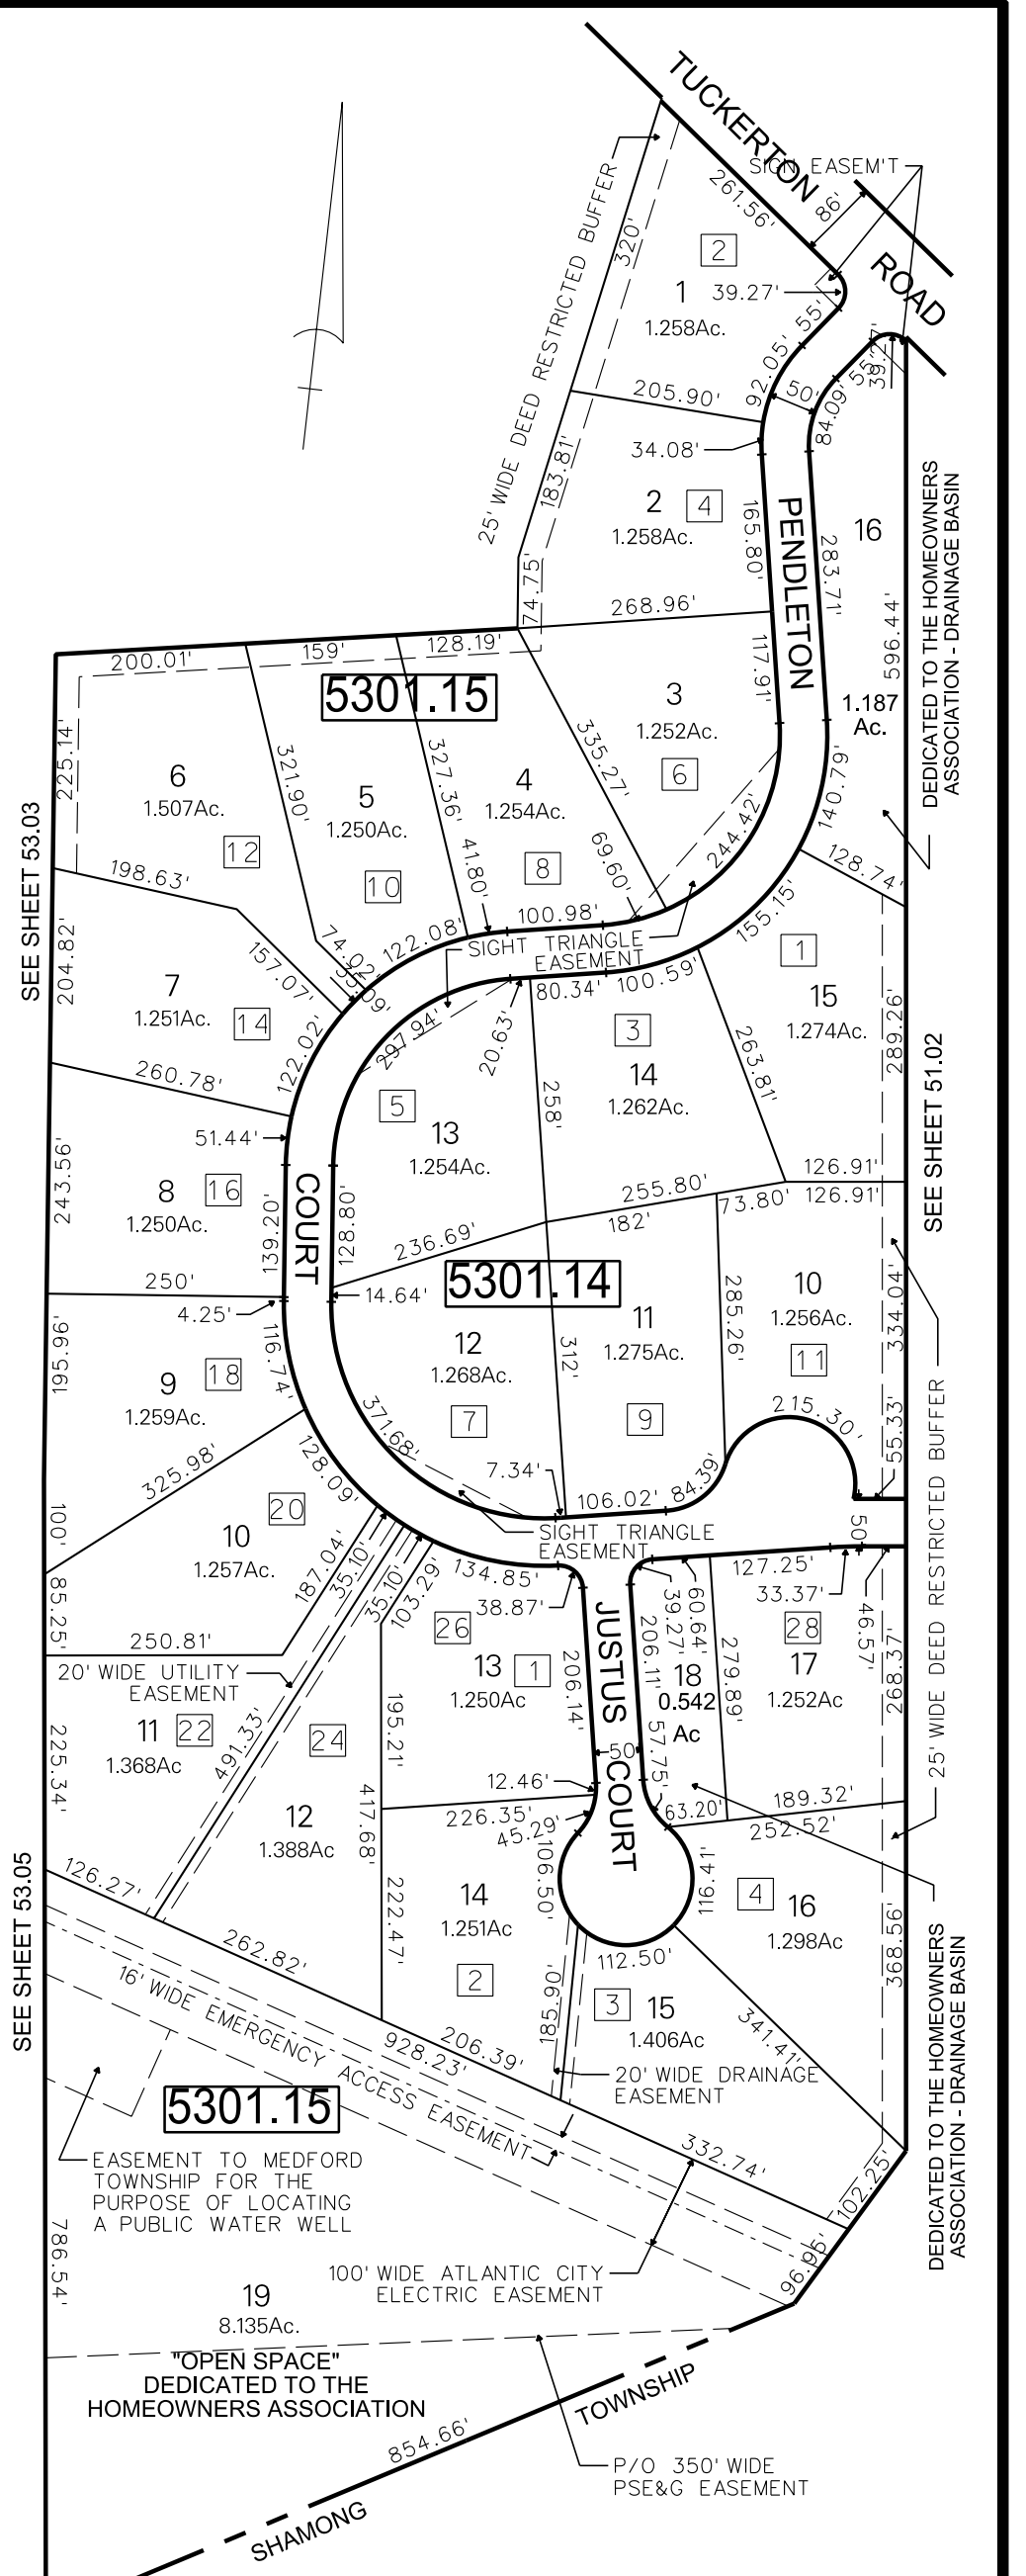 TUCKERTON
ROAD
SIGN EASEM'T
86'
261.56'
25' WIDE DEED RESTRICTED BUFFER
320'
2
1
39.27'
1.258Ac.
55'
92.05'
50'
84.09'
55'
39.27'
205.90'
34.08'
183.81'
2
4
1.258Ac.
165.80'
PENDLETON
283.71'
16
596.44'
DEDICATED TO THE HOMEOWNERS
ASSOCIATION - DRAINAGE BASIN
74.75'
268.96'
117.91'
200.01'
159'
128.19'
5301.15
3
1.252Ac.
6
1.187
Ac.
225.14'
6
1.507Ac.
12
321.90'
5
1.250Ac.
10
327.36'
4
1.254Ac.
8
335.27'
69.60'
41.80'
244.42'
140.79'
128.74'
SEE SHEET 53.03
198.63'
204.82'
7
1.251Ac.
14
157.07'
74.02'
35.09'
122.08'
100.98'
SIGHT TRIANGLE
EASEMENT
155.15'
1
15
1.274Ac.
289.26'
80.34'
100.59'
20.63'
297.94'
122.02'
3
14
1.262Ac.
263.81'
258'
SEE SHEET 51.02
260.78'
51.44'
5
13
1.254Ac.
243.56'
8
16
1.250Ac.
139.20'
COURT
128.80'
126.91'
126.91'
255.80'
73.80'
182'
236.69'
5301.14
250'
4.25'
14.64'
195.96'
116.74'
9
18
1.259Ac.
12
1.268Ac.
7
312'
11
1.275Ac.
9
285.26'
10
1.256Ac.
11
334.04'
215.30'
55.33'
25' WIDE DEED RESTRICTED BUFFER
371.68'
7.34'
106.02'
84.39'
325.98'
128.09'
100'
20
10
1.257Ac.
SIGHT TRIANGLE
EASEMENT
50'
187.04'
35.10'
35.10'
103.29'
134.85'
38.87'
127.25'
33.37'
46.57'
60.64'
39.27'
85.25'
250.81'
20' WIDE UTILITY
EASEMENT
26
13
1
1.250Ac
206.14'
JUSTUS
COURT
206.11'
18
0.542
Ac
279.89'
28
17
1.252Ac
268.37'
11
22
1.368Ac
225.34'
491.33'
24
195.21'
57.75'
50'
12.46'
226.35'
45.29'
63.20'
189.32'
252.52'
12
1.388Ac
417.68'
222.47'
106.50'
116.41'
14
1.251Ac
2
4
16
1.298Ac
368.56'
112.50'
SEE SHEET 53.05
126.27'
262.82'
16' WIDE EMERGENCY ACCESS EASEMENT
928.23'
206.39'
185.90'
3
15
1.406Ac
341.41'
20' WIDE DRAINAGE
EASEMENT
DEDICATED TO THE HOMEOWNERS
ASSOCIATION - DRAINAGE BASIN
5301.15
EASEMENT TO MEDFORD
TOWNSHIP FOR THE
PURPOSE OF LOCATING
A PUBLIC WATER WELL
332.74'
102.25'
96.95'
100' WIDE ATLANTIC CITY
ELECTRIC EASEMENT
786.54'
19
8.135Ac.
"OPEN SPACE"
DEDICATED TO THE
HOMEOWNERS ASSOCIATION
854.66'
TOWNSHIP
SHAMONG
P/O 350' WIDE
PSE&G EASEMENT